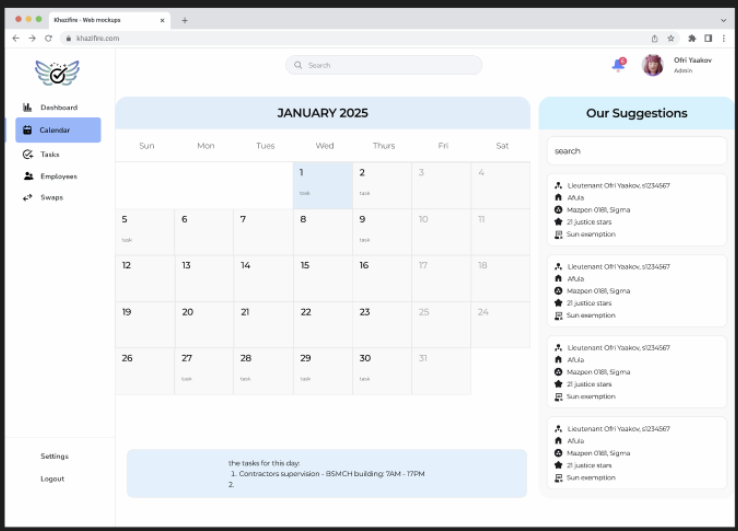 Khazifire - Web mockups
khazifire.com
Search
6
Ofri Yaakov
Admin
Dashboard
Calendar
Tasks
Employees
Swaps
Settings
Logout
JANUARY 2025
Sun Mon Tues Wed Thurs Fri Sat
1 2 3 4
task task
5 6 7 8 9 10 11
task task
12 13 14 15 16 17 18
19 20 21 22 23 25 24
26 27 28 29 30 31
task task task task
the tasks for this day:
1. Contractors supervision - BSMCH building: 7AM - 17PM
2.
Our Suggestions
search
Lieutenant Ofri Yaakov, s1234567
Afula
Mazpen 0181, Sigma
21 justice stars
Sun exemption
Lieutenant Ofri Yaakov, s1234567
Afula
Mazpen 0181, Sigma
21 justice stars
Sun exemption
Lieutenant Ofri Yaakov, s1234567
Afula
Mazpen 0181, Sigma
21 justice stars
Sun exemption
Lieutenant Ofri Yaakov, s1234567
Afula
Mazpen 0181, Sigma
21 justice stars
Sun exemption